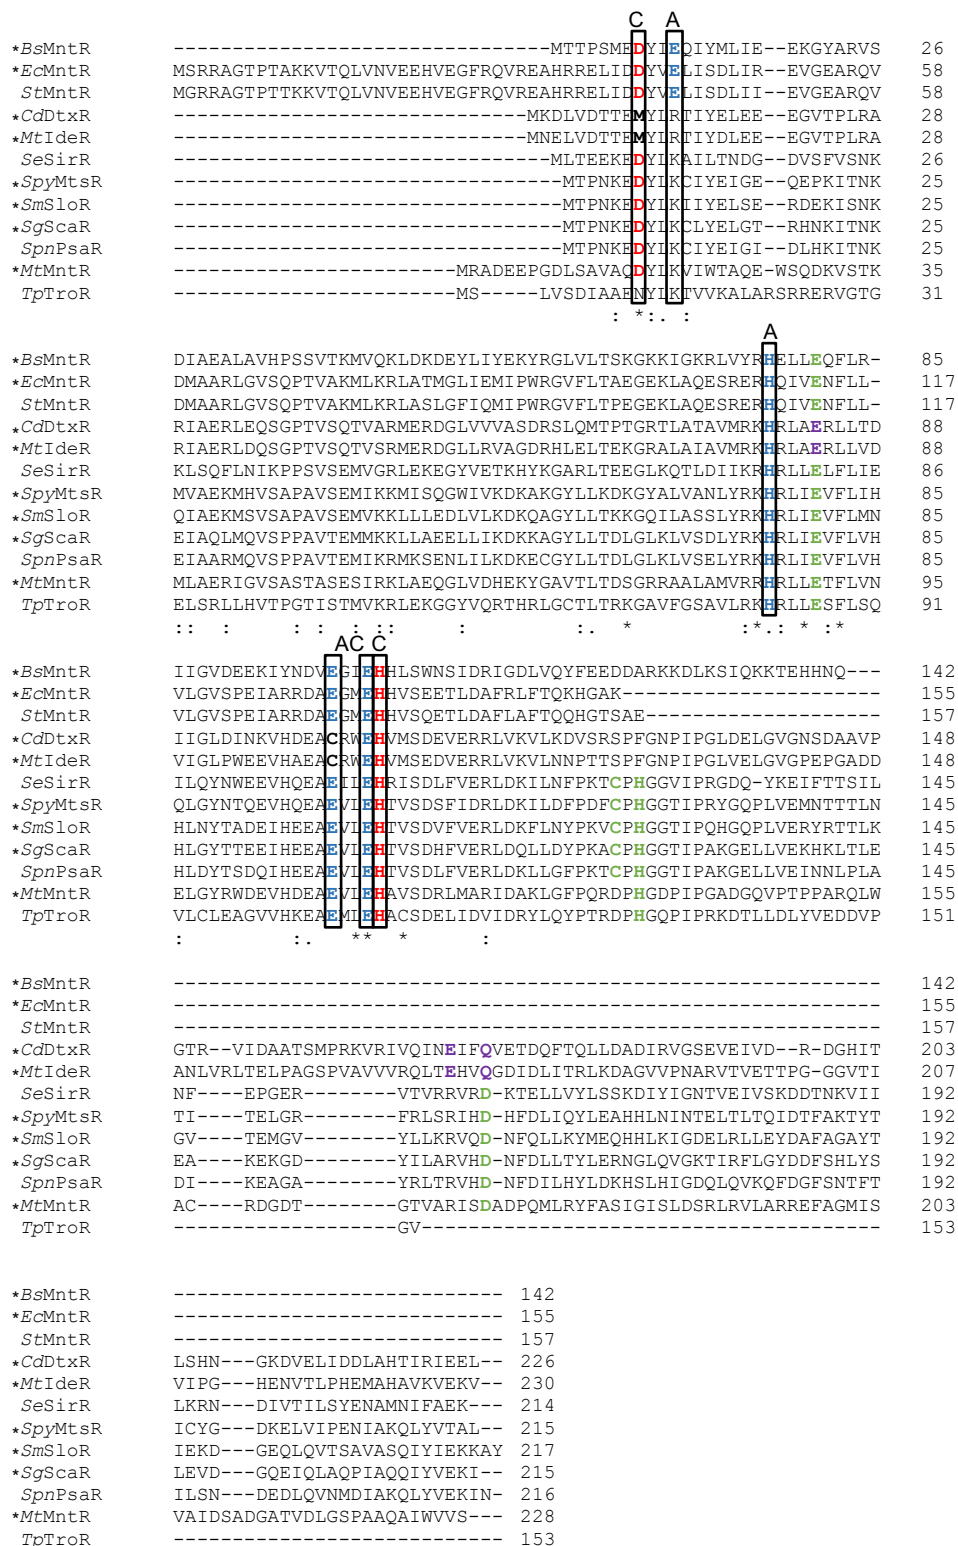 C A
*BsMntR --------------------------------MTTPSMEDYIEQIYMLIE--EKGYARVS 26
*EcMntR MSRRAGTPTAKKVTQLVNVEEHVEGFRQVREAHRRELIDDYVELISDLIR--EVGEARQV 58
StMntR MGRRAGTPTTKKVTQLVNVEEHVEGFRQVREAHRRELIDDYVELISDLII--EVGEARQV 58
*CdDtxR ------------------------------MKDLVDTTEMYLRTIYELEE--EGVTPLRA 28
*MtIdeR ------------------------------MNELVDTTEMYLRTIYDLEE--EGVTPLRA 28
SeSirR --------------------------------MLTEEKEDYLKAILTNDG--DVSFVSNK 26
*SpyMtsR ---------------------------------MTPNKEDYLKCIYEIGE--QEPKITNK 25
*SmSloR ---------------------------------MTPNKEDYLKIIYELSE--RDEKISNK 25
*SgScaR ---------------------------------MTPNKEDYLKCLYELGT--RHNKITNK 25
SpnPsaR ---------------------------------MTPNKEDYLKCIYEIGI--DLHKITNK 25
*MtMntR ------------------------MRADEEPGDLSAVAQDYLKVIWTAQE-WSQDKVSTK 35
TpTroR ------------------------MS-----LVSDIAAENYLKTVVKALARSRRERVGTG 31
: *:. :
A
*BsMntR DIAEALAVHPSSVTKMVQKLDKDEYLIYEKYRGLVLTSKGKKIGKRLVYRHELLEQFLR- 85
*EcMntR DMAARLGVSQPTVAKMLKRLATMGLIEMIPWRGVFLTAEGEKLAQESRERHQIVENFLL- 117
StMntR DMAARLGVSQPTVAKMLKRLASLGFIQMIPWRGVFLTPEGEKLAQESRERHQIVENFLL- 117
*CdDtxR RIAERLEQSGPTVSQTVARMERDGLVVVASDRSLQMTPTGRTLATAVMRKHRLAERLLTD 88
*MtIdeR RIAERLDQSGPTVSQTVSRMERDGLLRVAGDRHLELTEKGRALAIAVMRKHRLAERLLVD 88
SeSirR KLSQFLNIKPPSVSEMVGRLEKEGYVETKHYKGARLTEEGLKQTLDIIKRHRLLELFLIE 86
*SpyMtsR MVAEKMHVSAPAVSEMIKKMISQGWIVKDKAKGYLLKDKGYALVANLYRKHRLIEVFLIH 85
*SmSloR QIAEKMSVSAPAVSEMVKKLLLEDLVLKDKQAGYLLTKKGQILASSLYRKHRLIEVFLMN 85
*SgScaR EIAQLMQVSPPAVTEMMKKLLAEELLIKDKKAGYLLTDLGLKLVSDLYRKHRLIEVFLVH 85
SpnPsaR EIAARMQVSPPAVTEMIKRMKSENLILKDKECGYLLTDLGLKLVSELYRKHRLIEVFLVH 85
*MtMntR MLAERIGVSASTASESIRKLAEQGLVDHEKYGAVTLTDSGRRAALAMVRRHRLLETFLVN 95
TpTroR ELSRLLHVTPGTISTMVKRLEKGGYVQRTHRLGCTLTRKGAVFGSAVLRKHRLLESFLSQ 91
:: : : : :: : :. * :*.: * :*
AC C
*BsMntR IIGVDEEKIYNDVEGIEHHLSWNSIDRIGDLVQYFEEDDARKKDLKSIQKKTEHHNQ--- 142
*EcMntR VLGVSPEIARRDAEGMEHHVSEETLDAFRLFTQKHGAK---------------------- 155
StMntR VLGVSPEIARRDAEGMEHHVSQETLDAFLAFTQQHGTSAE-------------------- 157
*CdDtxR IIGLDINKVHDEACRWEHVMSDEVERRLVKVLKDVSRSPFGNPIPGLDELGVGNSDAAVP 148
*MtIdeR VIGLPWEEVHAEACRWEHVMSEDVERRLVKVLNNPTTSPFGNPIPGLVELGVGPEPGADD 148
SeSirR ILQYNWEEVHQEAEIIEHRISDLFVERLDKILNFPKTCPHGGVIPRGDQ-YKEIFTTSIL 145
*SpyMtsR QLGYNTQEVHQEAEVLEHTVSDSFIDRLDKILDFPDFCPHGGTIPRYGQPLVEMNTTTLN 145
*SmSloR HLNYTADEIHEEAEVLEHTVSDVFVERLDKFLNYPKVCPHGGTIPQHGQPLVERYRTTLK 145
*SgScaR HLGYTTEEIHEEAEVLEHTVSDHFVERLDQLLDYPKACPHGGTIPAKGELLVEKHKLTLE 145
SpnPsaR HLDYTSDQIHEEAEVLEHTVSDLFVERLDKLLGFPKTCPHGGTIPAKGELLVEINNLPLA 145
*MtMntR ELGYRWDEVHDEAEVLEHAVSDRLMARIDAKLGFPQRDPHGDPIPGADGQVPTPPARQLW 155
TpTroR VLCLEAGVVHKEAEMLEHACSDELIDVIDRYLQYPTRDPHGQPIPRKDTLLDLYVEDDVP 151
: :. ** * :
*BsMntR ------------------------------------------------------------ 142
*EcMntR ------------------------------------------------------------ 155
StMntR ------------------------------------------------------------ 157
*CdDtxR GTR--VIDAATSMPRKVRIVQINEIFQVETDQFTQLLDADIRVGSEVEIVD--R-DGHIT 203
*MtIdeR ANLVRLTELPAGSPVAVVVRQLTEHVQGDIDLITRLKDAGVVPNARVTVETTPG-GGVTI 207
SeSirR NF---EPGER------VTVRRVRD-KTELLVYLSSKDIYIGNTVEIVSKDDTNKVII 192
*SpyMtsR TI----TELGR-------FRLSRIHD-HFDLIQYLEAHHLNINTELTLTQIDTFAKTYT 192
*SmSloR GV----TEMGV-------YLLKRVQD-NFQLLKYMEQHHLKIGDELRLLEYDAFAGAYT 192
*SgScaR EA----KEKGD-------YILARVHD-NFDLLTYLERNGLQVGKTIRFLGYDDFSHLYS 192
SpnPsaR DI----KEAGA-------YRLTRVHD-NFDILHYLDKHSLHIGDQLQVKQFDGFSNTFT 192
*MtMntR AC----RDGDT-------GTVARISDADPQMLRYFASIGISLDSRLRVLARREFAGMIS 203
TpTroR -------------------GV--------------------------------------- 153
*BsMntR ---------------------------- 142
*EcMntR ---------------------------- 155
StMntR ---------------------------- 157
*CdDtxR LSHN---GKDVELIDDLAHTIRIEEL-- 226
*MtIdeR VIPG---HENVTLPHEMAHAVKVEKV-- 230
SeSirR LKRN---DIVTILSYENAMNIFAEK--- 214
*SpyMtsR ICYG---DKELVIPENIAKQLYVTAL-- 215
*SmSloR IEKD---GEQLQVTSAVASQIYIEKKAY 217
*SgScaR LEVD---GQEIQLAQPIAQQIYVEKI-- 215
SpnPsaR ILSN---DEDLQVNMDIAKQLYVEKIN- 216
*MtMntR VAIDSADGATVDLGSPAAQAIWVVS--- 228
TpTroR ---------------------------- 153